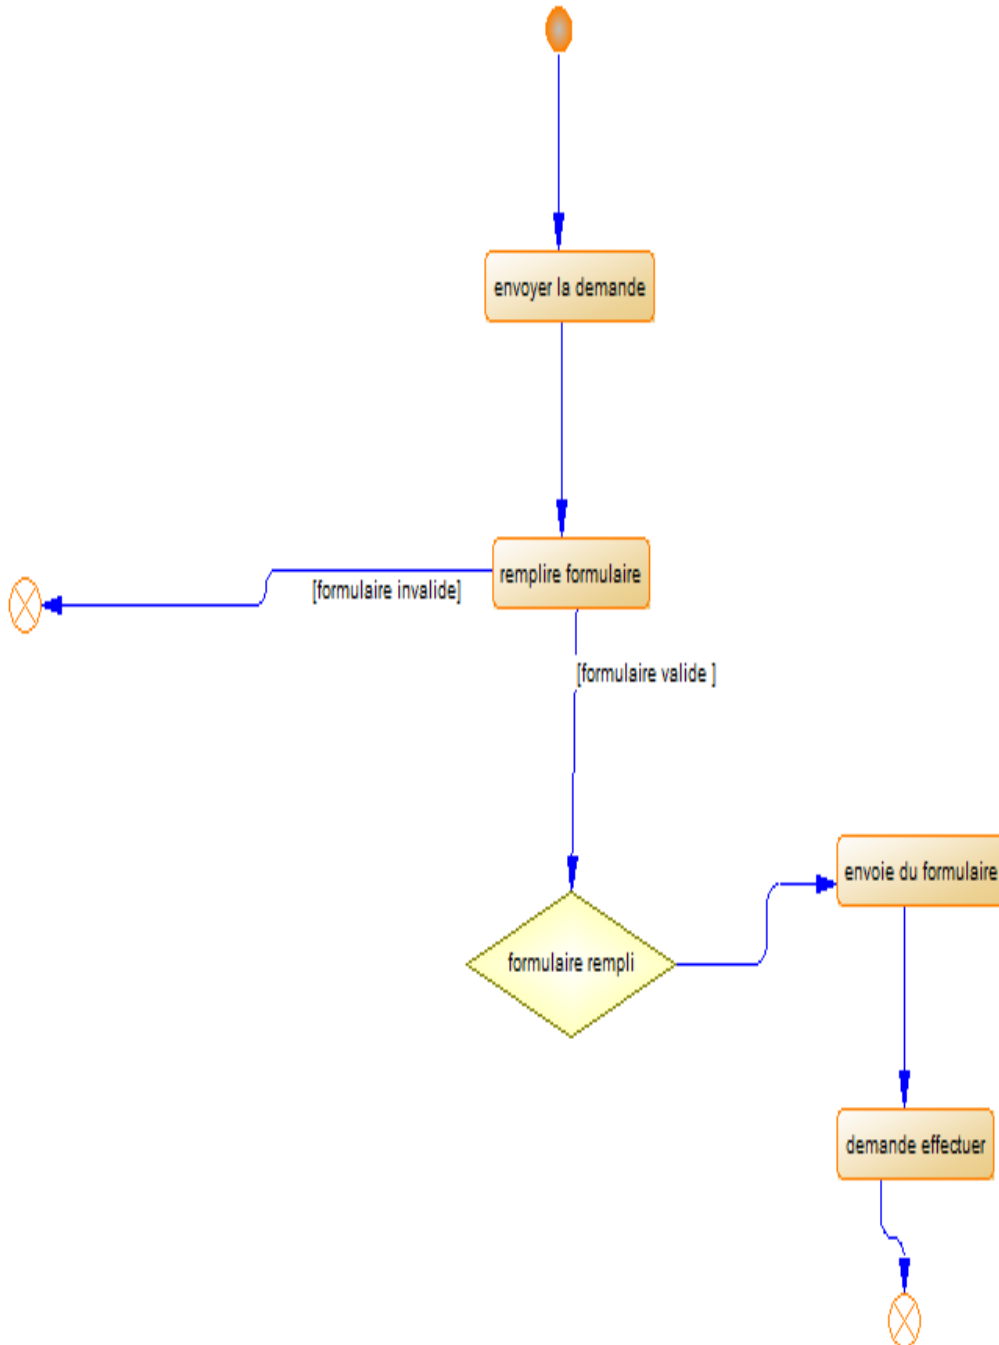 envoyer la demande
remplire formulaire
[formulaire invalide]
[formulaire valide ]
envoie du formulaire
formulaire rempli
demande effectuer